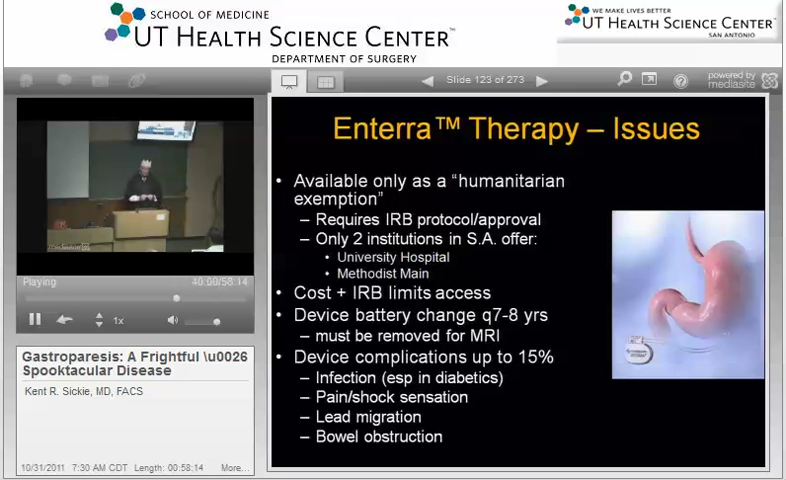 SCHOOL OF MEDICINE
UT HEALTH SCIENCE CENTER™
DEPARTMENT OF SURGERY
WE MAKE LIVES BETTER
UT HEALTH SCIENCE CENTER™
SAN ANTONIO
Slide 123 of 273
powered by
mediasite
Playing
40:00/58:14
1x
Gastroparesis: A Frightful \u0026
Spooktacular Disease
Kent R. Sickie, MD, FACS
10/31/2011 7:30 AM CDT Length: 00:58:14 More...
Enterra™ Therapy – Issues
• Available only as a “humanitarian
exemption”
– Requires IRB protocol/approval
– Only 2 institutions in S.A. offer:
• University Hospital
• Methodist Main
• Cost + IRB limits access
• Device battery change q7-8 yrs
– must be removed for MRI
• Device complications up to 15%
– Infection (esp in diabetics)
– Pain/shock sensation
– Lead migration
– Bowel obstruction